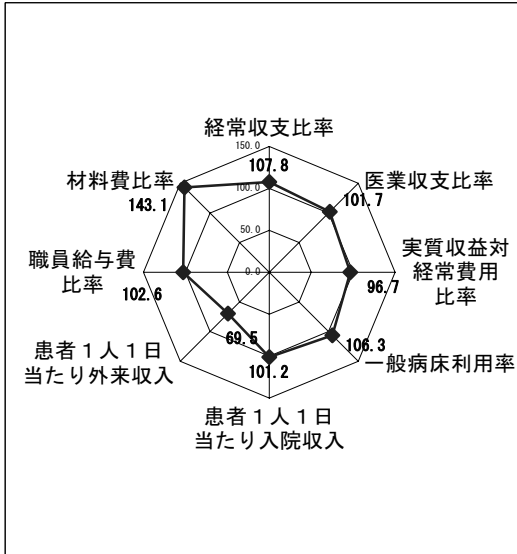 経常収支比率
150.0
107.8
材料費比率
医業収支比率
143.1
100.0
101.7
50.0
職員給与費
比率
102.6
0.0
実質収益対
経常費用
比率
96.7
69.5
106.3
患者１人１日
当たり外来収入
101.2
一般病床利用率
患者１人１日
当たり入院収入